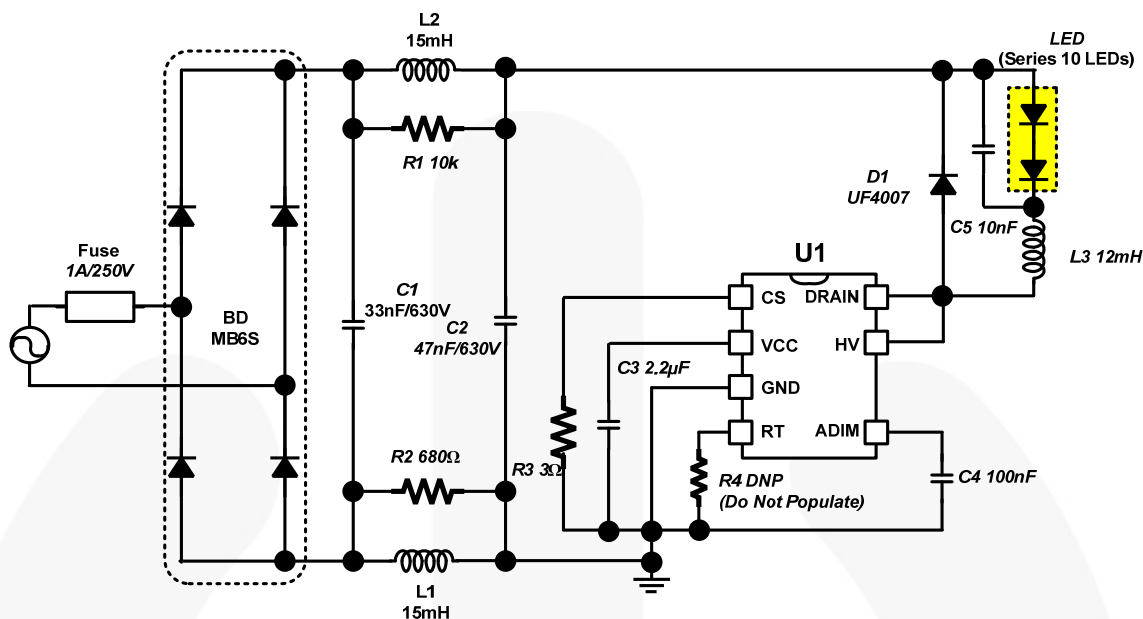 L2
15mH
LED
(Series 10 LEDs)
R1 10k
D1
UF4007
C5 10nF
L3 12mH
Fuse
1A/250V
BD
MB6S
C1
33nF/630V
C2
47nF/630V
U1
CS
DRAIN
VCC
HV
GND
RT
ADIM
C3 2.2µF
R2 680Ω
R3 3Ω
R4 DNP
(Do Not Populate)
C4 100nF
L1
15mH